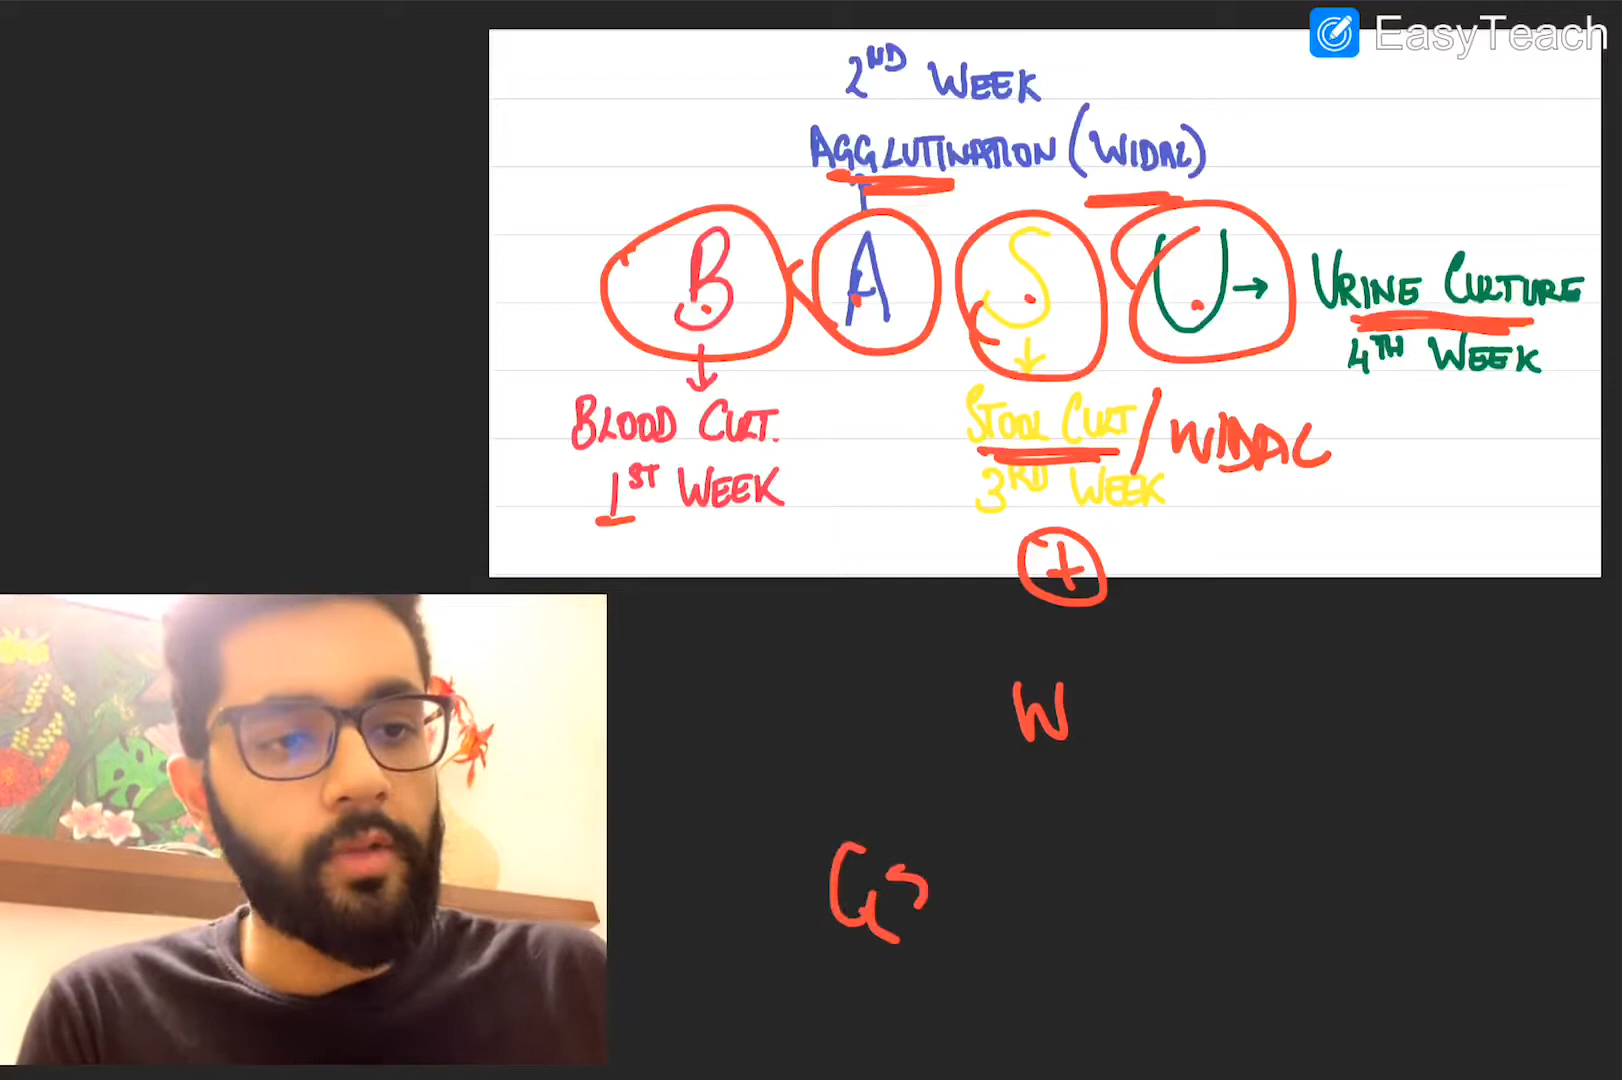 EasyTeach
2ND WEEK
AGGLUTINATION (WIDAL)
B A S U → URINE CULTURE
4TH WEEK
BLOOD CULT.
1ST WEEK
STOOL CULT / WIDAL
3RD WEEK
+
W